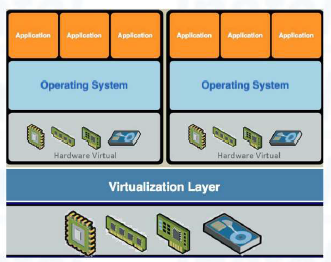 Application Application Application Application Application Application
Operating System Operating System
Hardware Virtual Hardware Virtual
Virtualization Layer